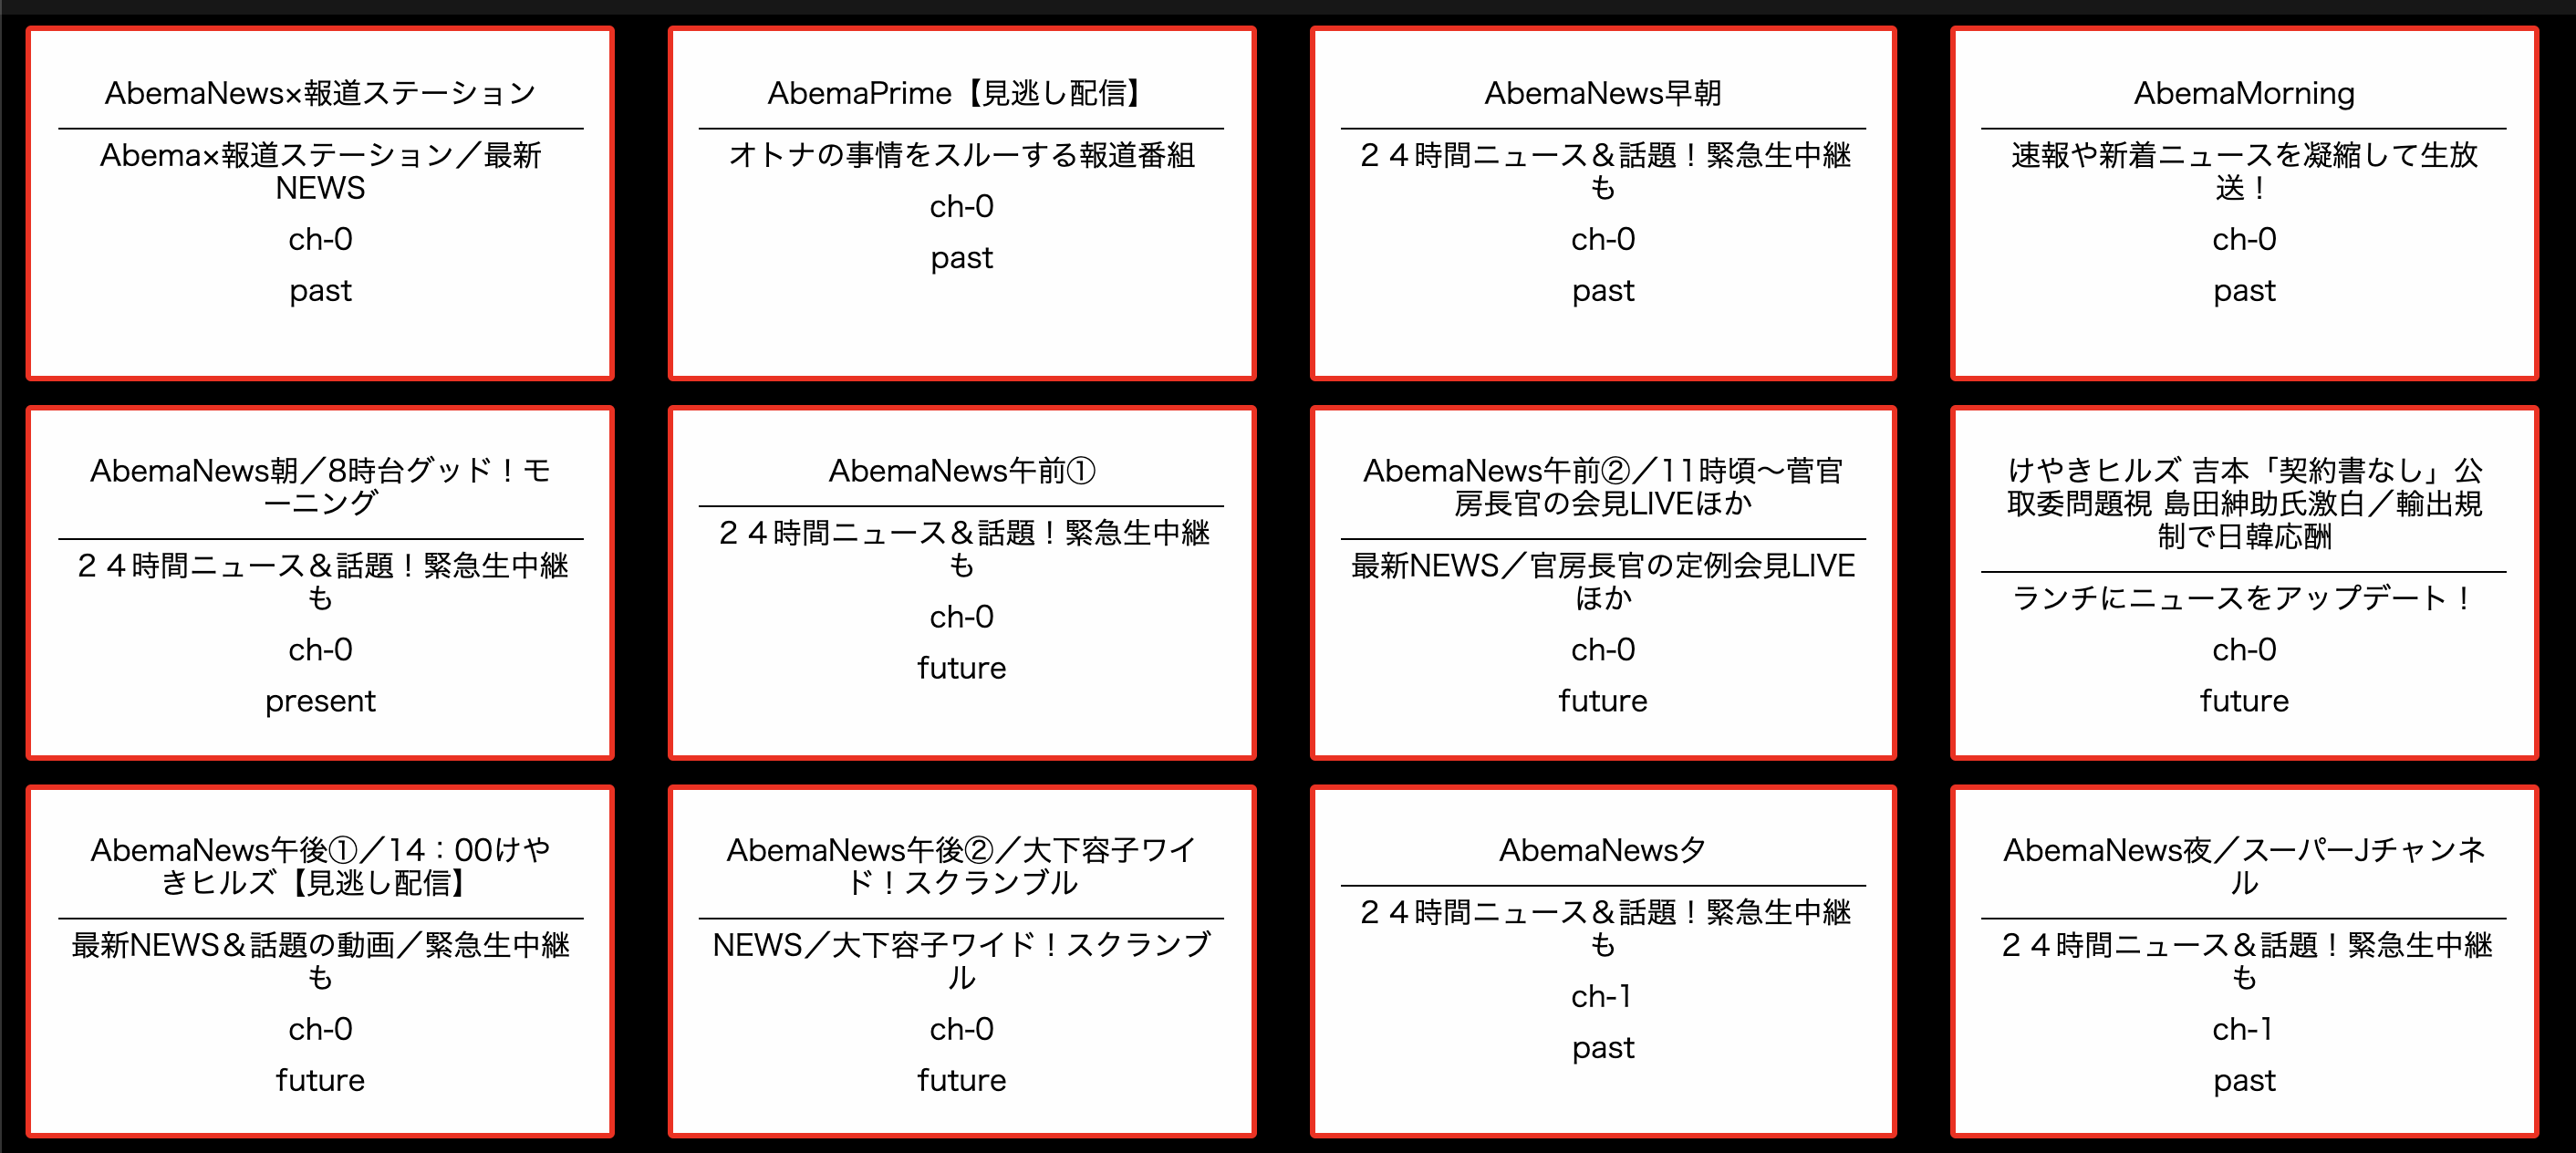 AbemaNews×報道ステーション
Abema×報道ステーション／最新
NEWS
ch-0
past
AbemaPrime【見逃し配信】
オトナの事情をスルーする報道番組
ch-0
past
AbemaNews早朝
２４時間ニュース＆話題！緊急生中継
も
ch-0
past
AbemaMorning
速報や新着ニュースを凝縮して生放
送！
ch-0
past
AbemaNews朝／8時台グッド！モ
ーニング
２４時間ニュース＆話題！緊急生中継
も
ch-0
present
AbemaNews午前①
２４時間ニュース＆話題！緊急生中継
も
ch-0
future
AbemaNews午前②／11時頃〜菅官
房長官の会見LIVEほか
最新NEWS／官房長官の定例会見LIVE
ほか
ch-0
future
けやきヒルズ 吉本「契約書なし」公
取委問題視 島田紳助氏激白／輸出規
制で日韓応酬
ランチにニュースをアップデート！
ch-0
future
AbemaNews午後①／14：00けや
きヒルズ【見逃し配信】
最新NEWS＆話題の動画／緊急生中継
も
ch-0
future
AbemaNews午後②／大下容子ワイ
ド！スクランブル
NEWS／大下容子ワイド！スクランブ
ル
ch-0
future
AbemaNews夕
２４時間ニュース＆話題！緊急生中継
も
ch-1
past
AbemaNews夜／スーパーJチャンネ
ル
２４時間ニュース＆話題！緊急生中継
も
ch-1
past